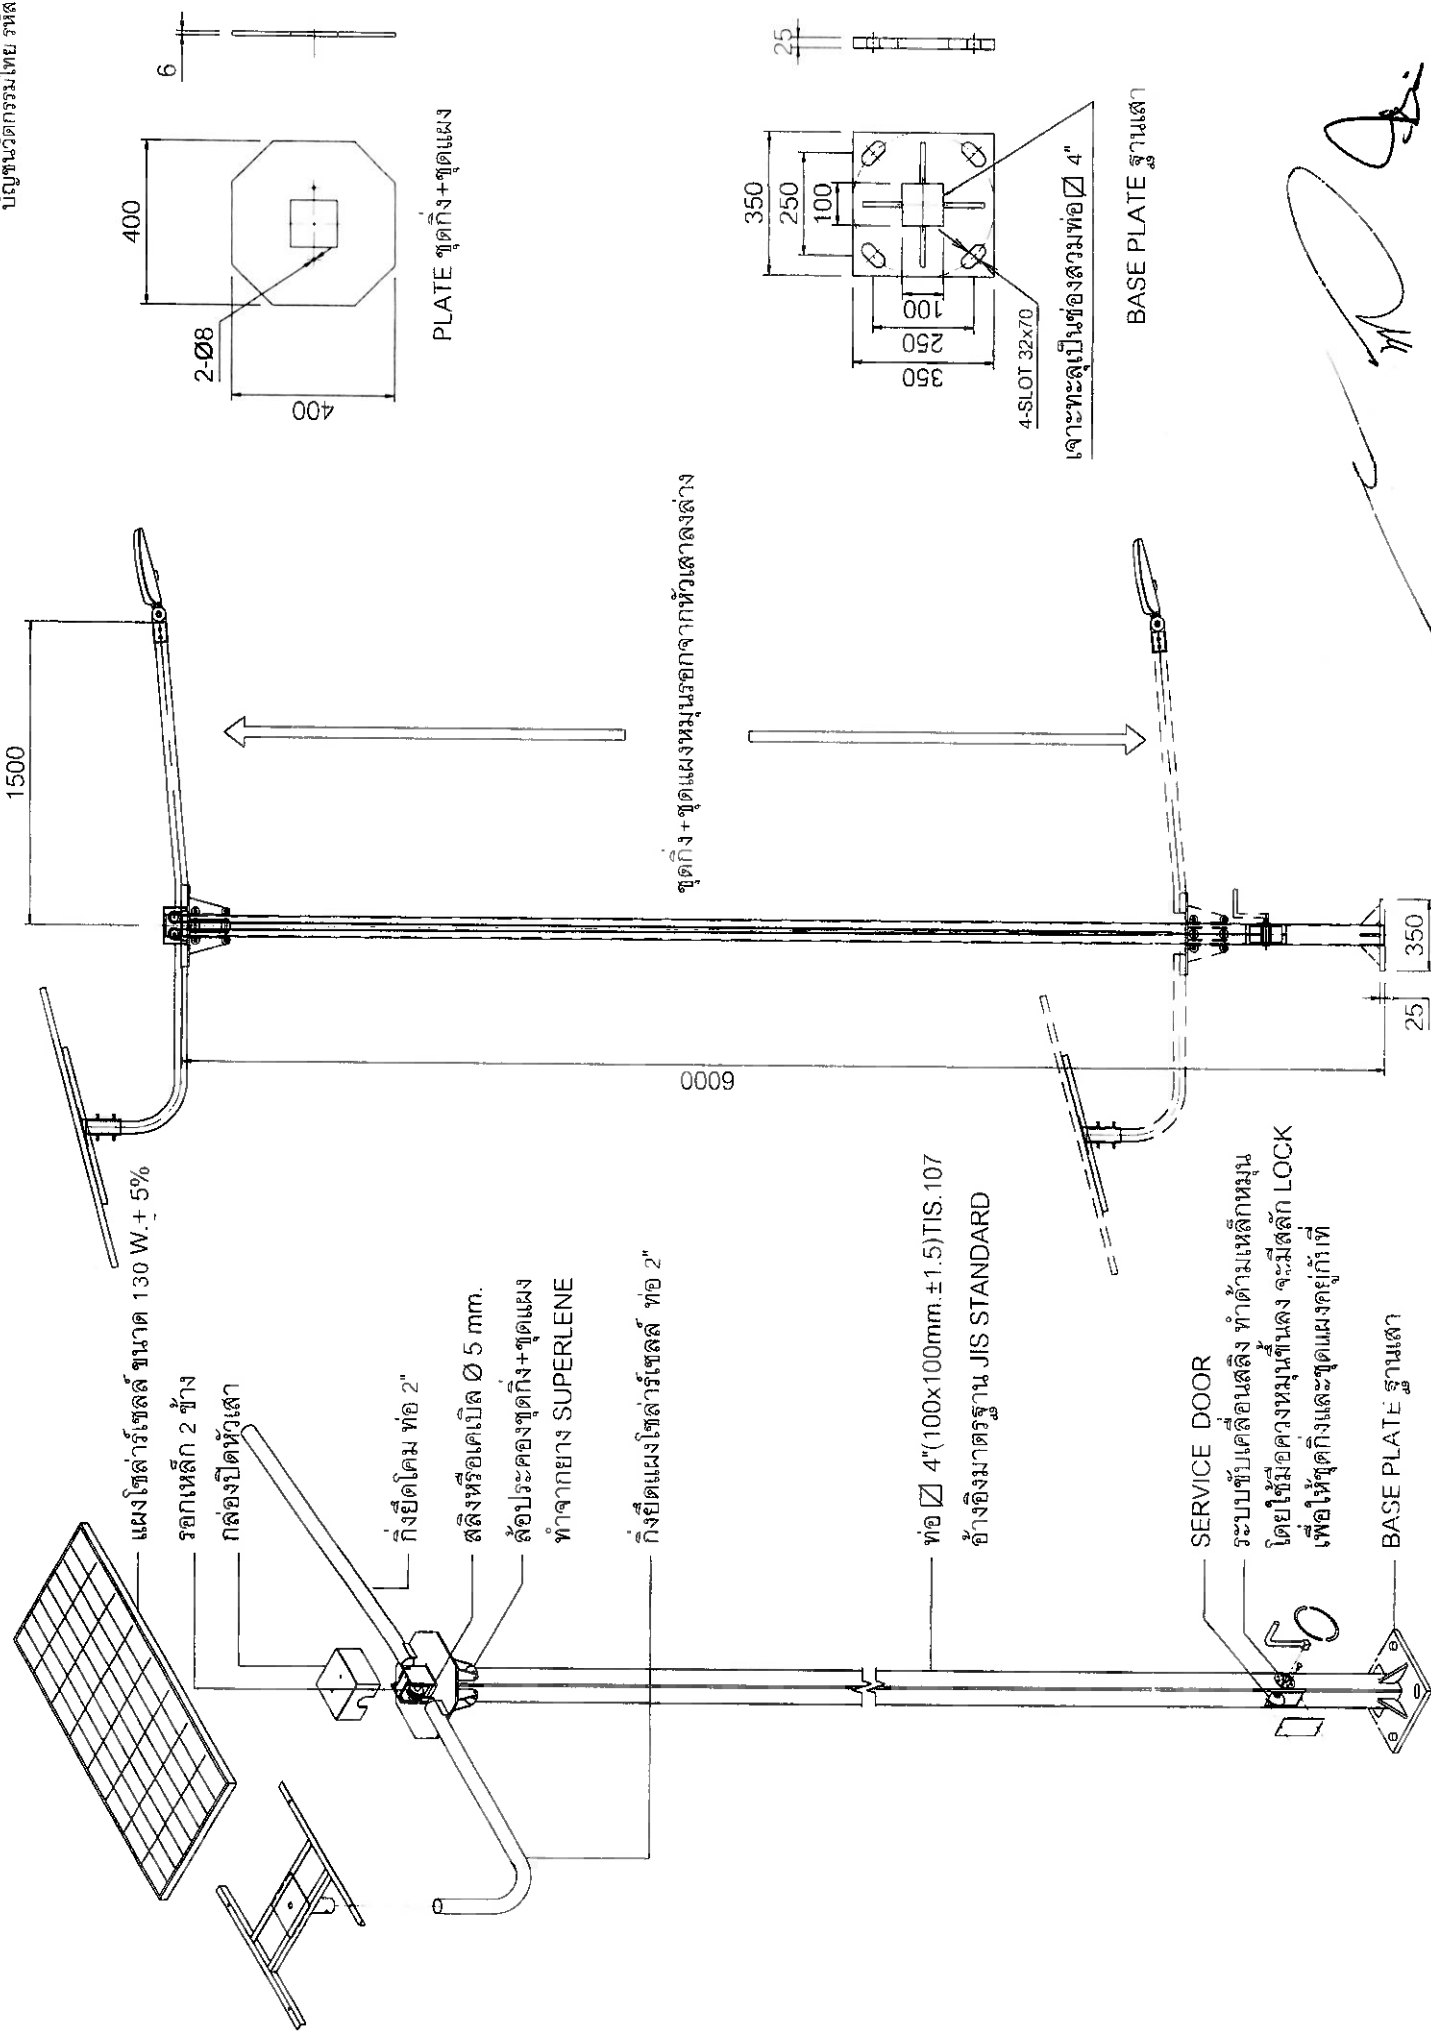 บัญชีนวัตกรรมไทย รหัส
แผงโซล่าร์เซลล์ ขนาด 130 W.± 5%
รอกเหล็ก 2 ข้าง
กล่องปิดหัวเสา
กิ่งยึดโคม ท่อ 2"
สลิงหรือเคเบิล Ø 5 mm.
ล้อประคองชุดกิ่ง+ชุดแผง
ทำจากยาง SUPERLENE
กิ่งยึดแผงโซล่าร์เซลล์ ท่อ 2"
ท่อ ⍁ 4"(100x100mm.±1.5)TIS.107
อ้างอิงมาตรฐาน JIS STANDARD
SERVICE DOOR
ระบบขับเคลื่อนสลิง ทำด้ามเหล็กหมุน
โดยใช้มือควงหมุนขึ้นลง จะมีสลัก LOCK
เพื่อให้ชุดกิ่งและชุดแผงอยู่กับที่
BASE PLATE ฐานเสา
1500
6000
ชุดกิ่ง+ชุดแผงหมุนรอกจากหัวเสาลงล่าง
25
350
400
400
2-Ø8
6
PLATE ชุดกิ่ง+ชุดแผง
350
250
100
100
250
350
25
4-SLOT 32x70
เจาะทะลุเป็นช่องสวมท่อ ⍁ 4"
BASE PLATE ฐานเสา